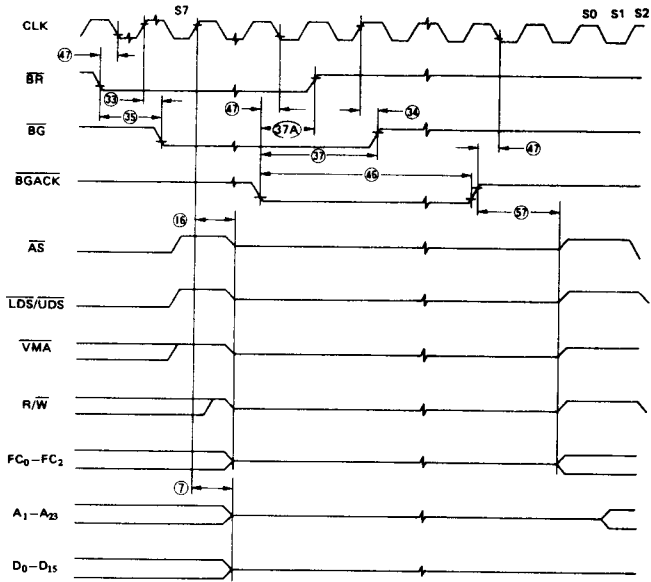 S7 S0 S1 S2
CLK
47
BR
33 47 34
35 37A
BG
37 47
46
BGACK
57
16
AS
LDS/UDS
VMA
R/W
FC0–FC2
7
A1–A23
D0–D15